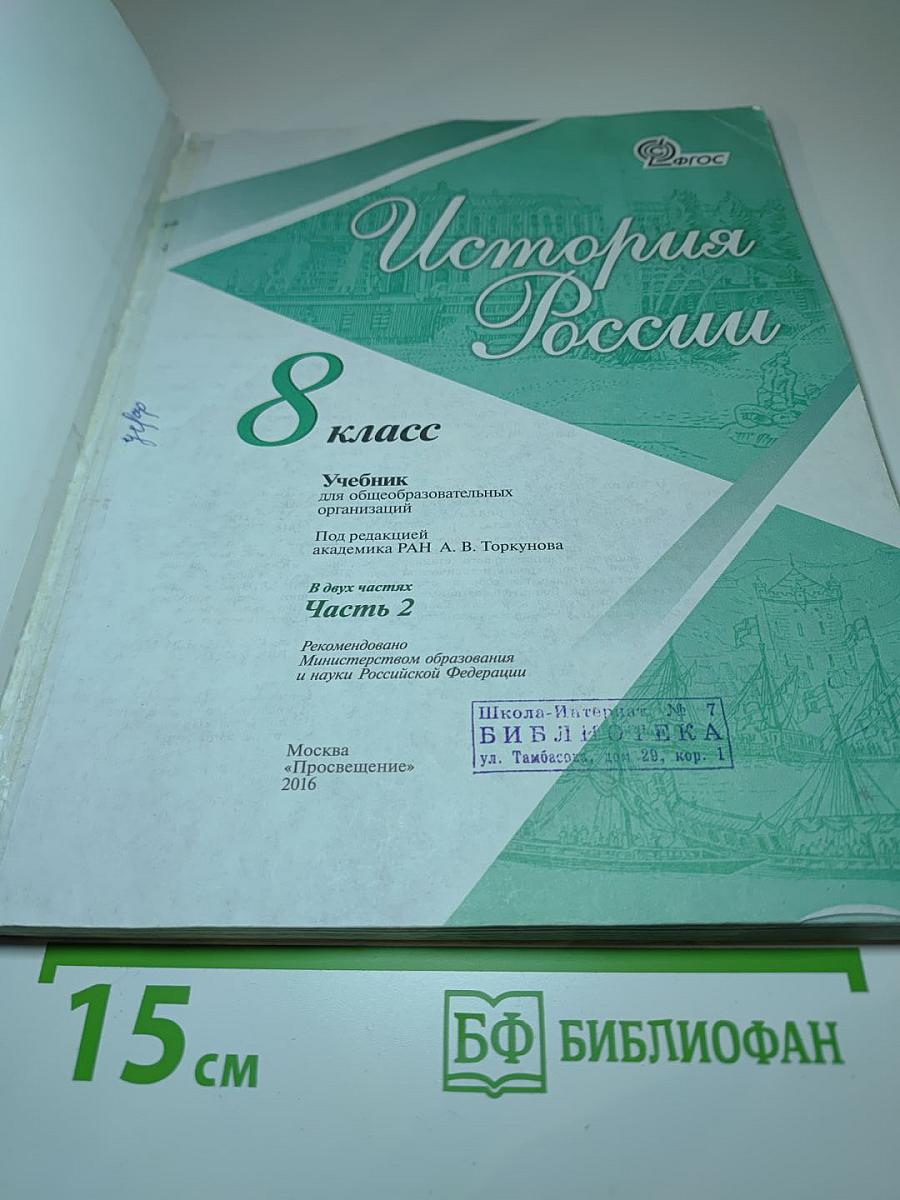 ФГОС
История
России
8 класс
Учебник
для общеобразовательных
организаций
Под редакцией
академика РАН А. В. Торкунова
В двух частях
Часть 2
Рекомендовано
Министерством образования
и науки Российской Федерации
Школа-Интернат № 7
БИБЛИОТЕКА
ул. Тамбасова, дом 29, кор. 1
Москва
«Просвещение»
2016
15 см
БФ БИБЛИОФАН